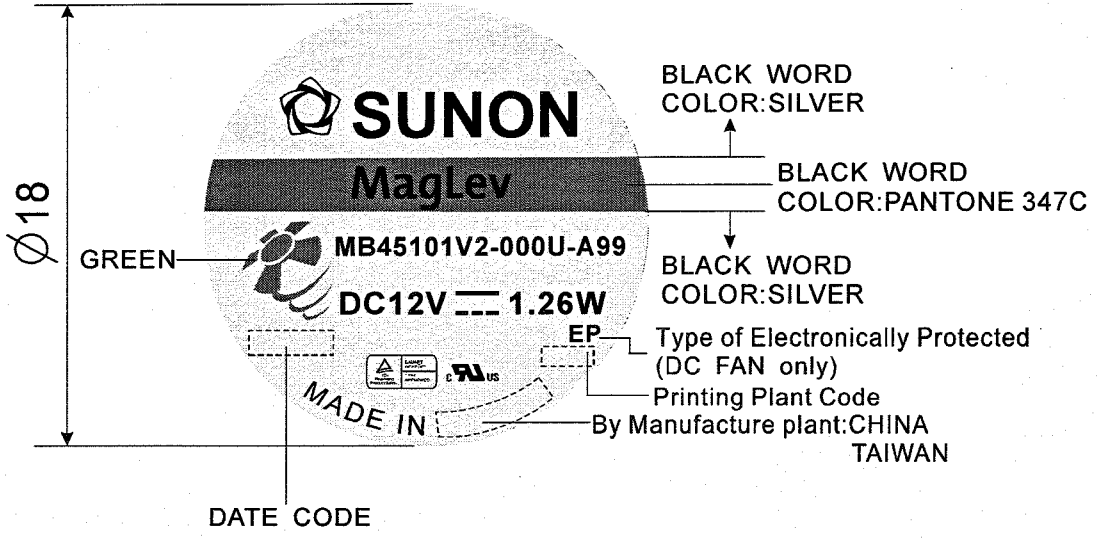 BLACK WORD
COLOR:SILVER
SUNON
MagLev
BLACK WORD
COLOR:PANTONE 347C
Ø18
GREEN
MB45101V2-000U-A99
BLACK WORD
COLOR:SILVER
DC12V 1.26W
EP
Type of Electronically Protected
(DC FAN only)
Printing Plant Code
C US
MADE IN
By Manufacture plant:CHINA
TAIWAN
DATE CODE